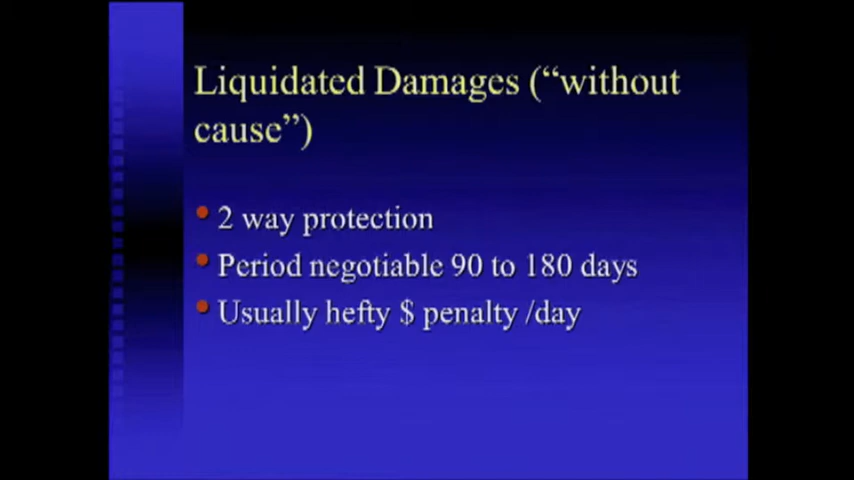 Liquidated Damages (“without
cause”)
• 2 way protection
• Period negotiable 90 to 180 days
• Usually hefty $ penalty /day